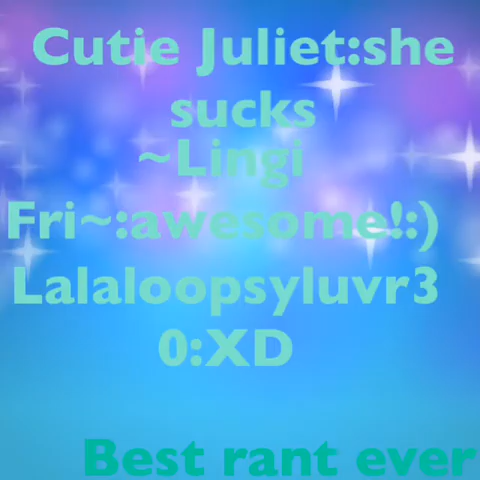 Cutie Juliet:she
sucks
~Lingi
Fri~:awesome!:)
Lalaloopsyluvr3
0:XD
Best rant ever